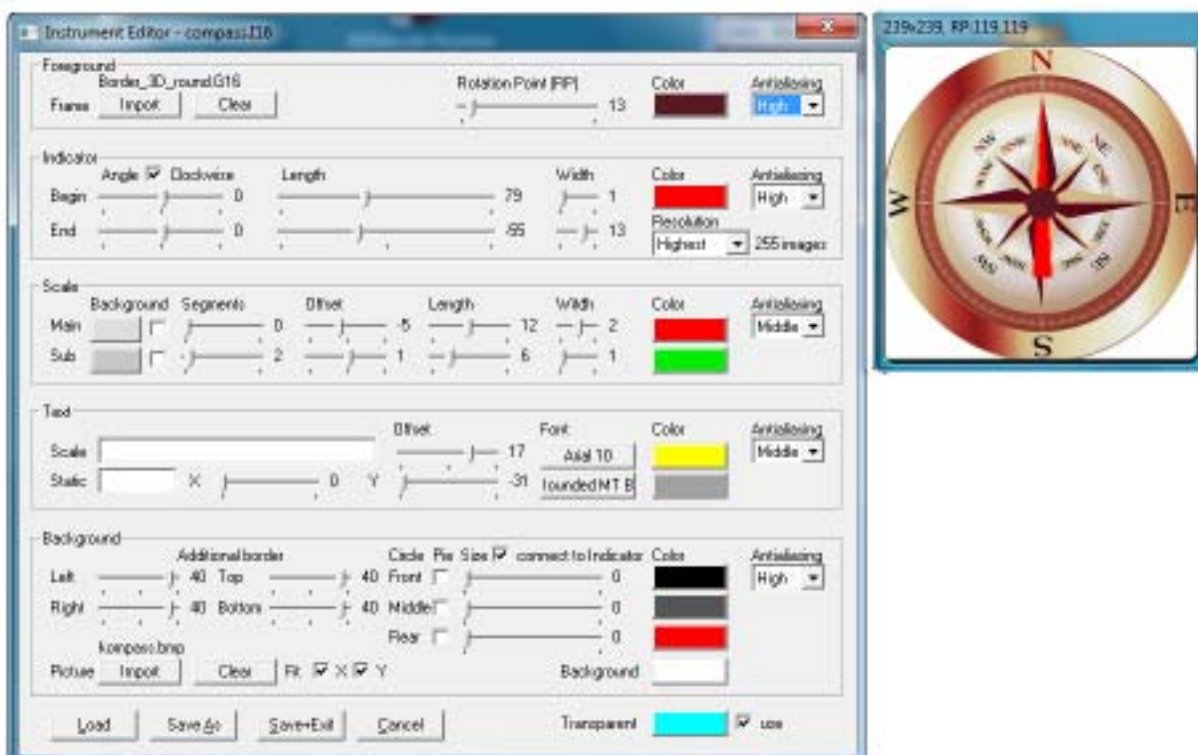 Instrument Editor - compass.I16
Foreground
Border_3D_round.G16
Rotation Point (RP)
Color
Antialiasing
Frame Import Clear 13 High
Indicator
Angle Clockwise Length Width Color Antialiasing
Begin 0 79 1 High
Resolution
End 0 -55 13 Highest 255 images
Scale
Background Segments Offset Length Width Color Antialiasing
Main 0 -5 12 2 Middle
Sub 2 1 6 1
Text
Offset Font Color Antialiasing
Scale 17 Arial 10 Middle
Static X 0 Y -31 lounded MT B
Background
Additional border Circle Pie Size connect to Indicator Color Antialiasing
Left 40 Top 40 Front 0 High
Right 40 Bottom 40 Middle 0
Rear 0
kompass.bmp
Picture Import Clear Fit X Y Background
Load Save As Save+Exit Cancel Transparent use
239x239, RP:119,119
N
NW
NE
W
E
SW
SE
S